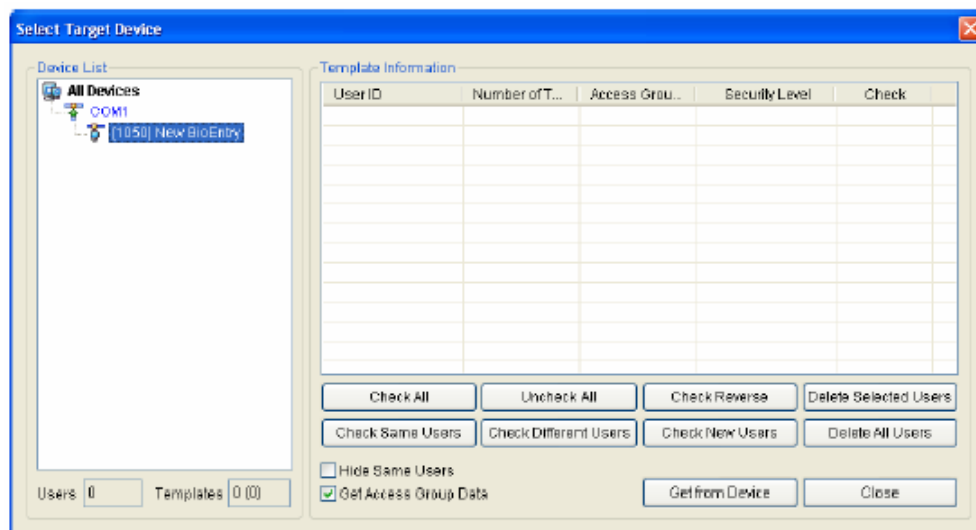 Select Target Device
Device List
All Devices
COM1
[1058] New BioEntry
Users 0 Templates 0 (0)
Template Information
User ID Number of T... Access Grou... Security Level Check
Check All Uncheck All Check Reverse Delete Selected Users
Check Same Users Check Different Users Check New Users Delete All Users
Hide Same Users
Get Access Group Data
Get from Device Close